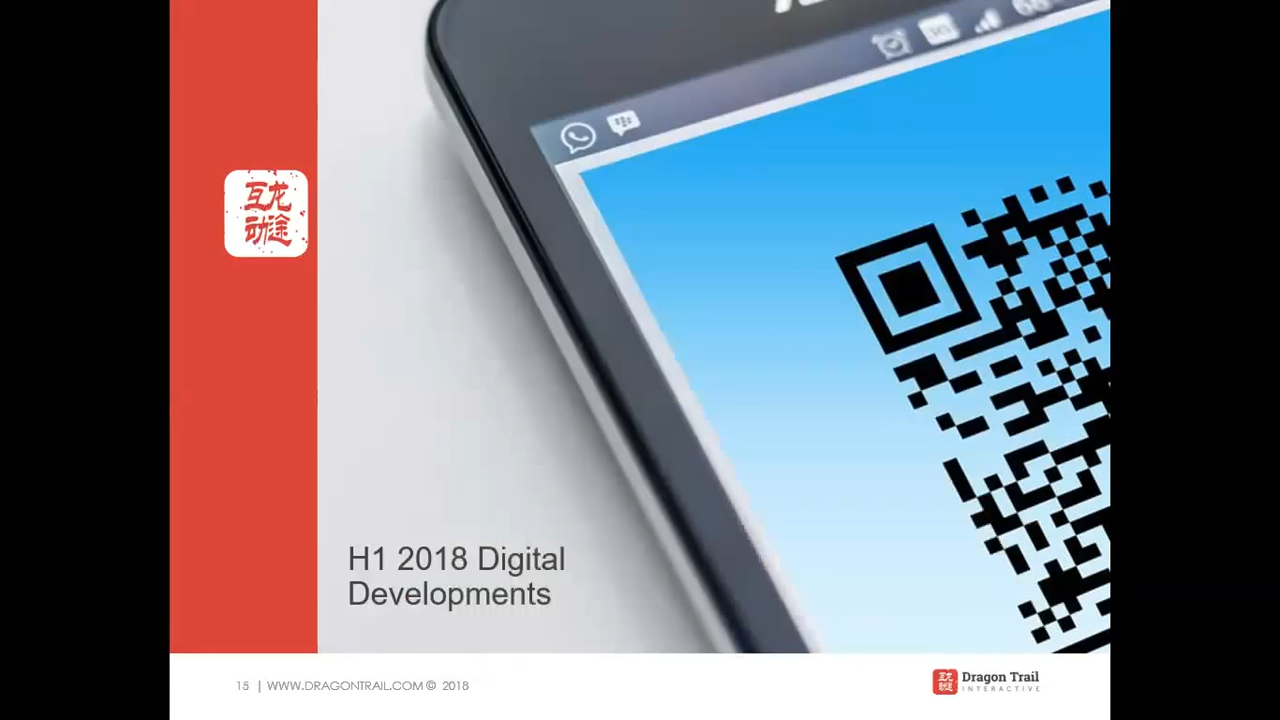 互龙
动途
H1 2018 Digital
Developments
15 | WWW.DRAGONTRAIL.COM © 2018
Dragon Trail
INTERACTIVE